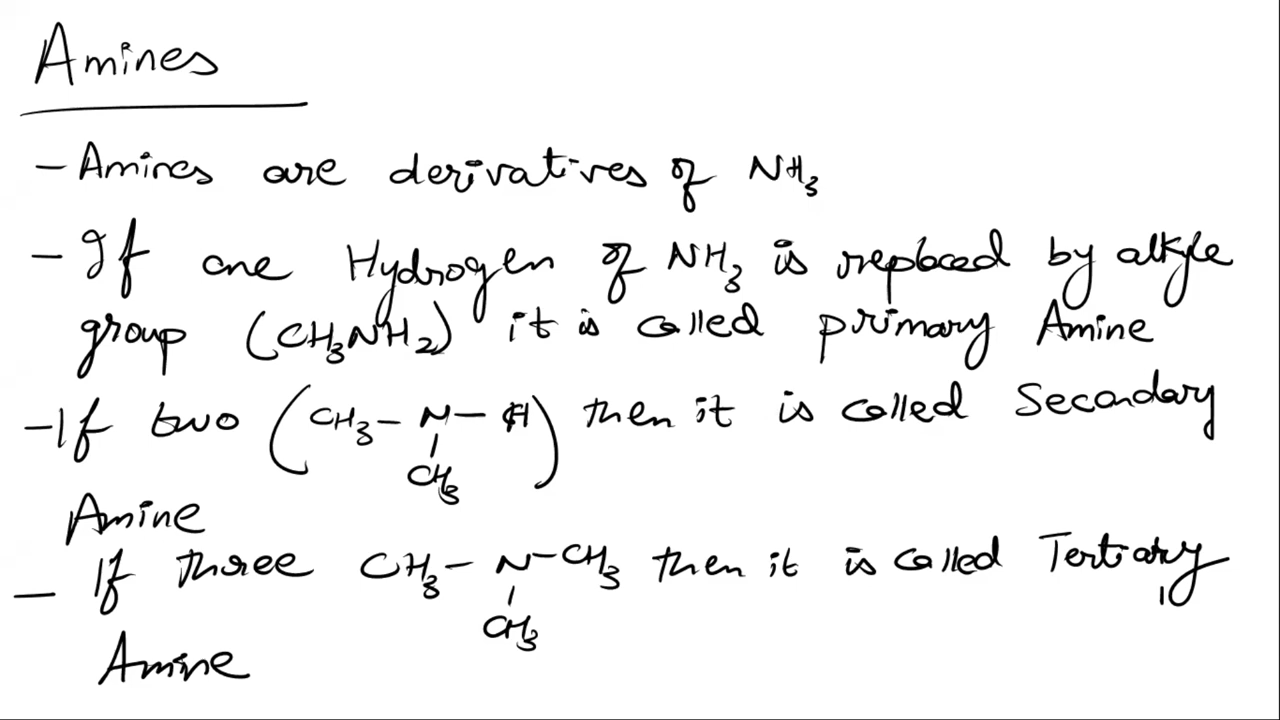 Amines
- Amines are derivatives of NH3
- If one Hydrogen of NH3 is replaced by alkyle
group (CH3NH2) it is called primary Amine
- If two (CH3 - N - H) then it is called Secondary
CH3
Amine
- If three CH3 - N - CH3 then it is called Tertiary
CH3
Amine